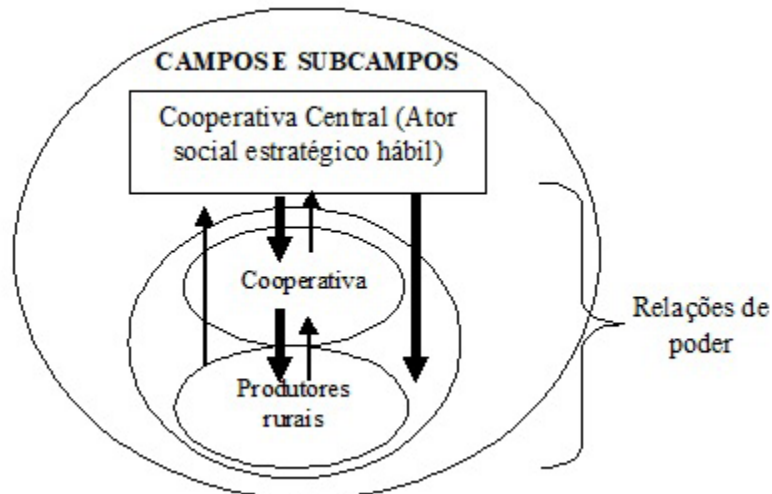 CAMPOS E SUBCAMPOS
Cooperativa Central (Ator
social estratégico hábil)
Cooperativa
Produtores
rurais
Relações de
poder